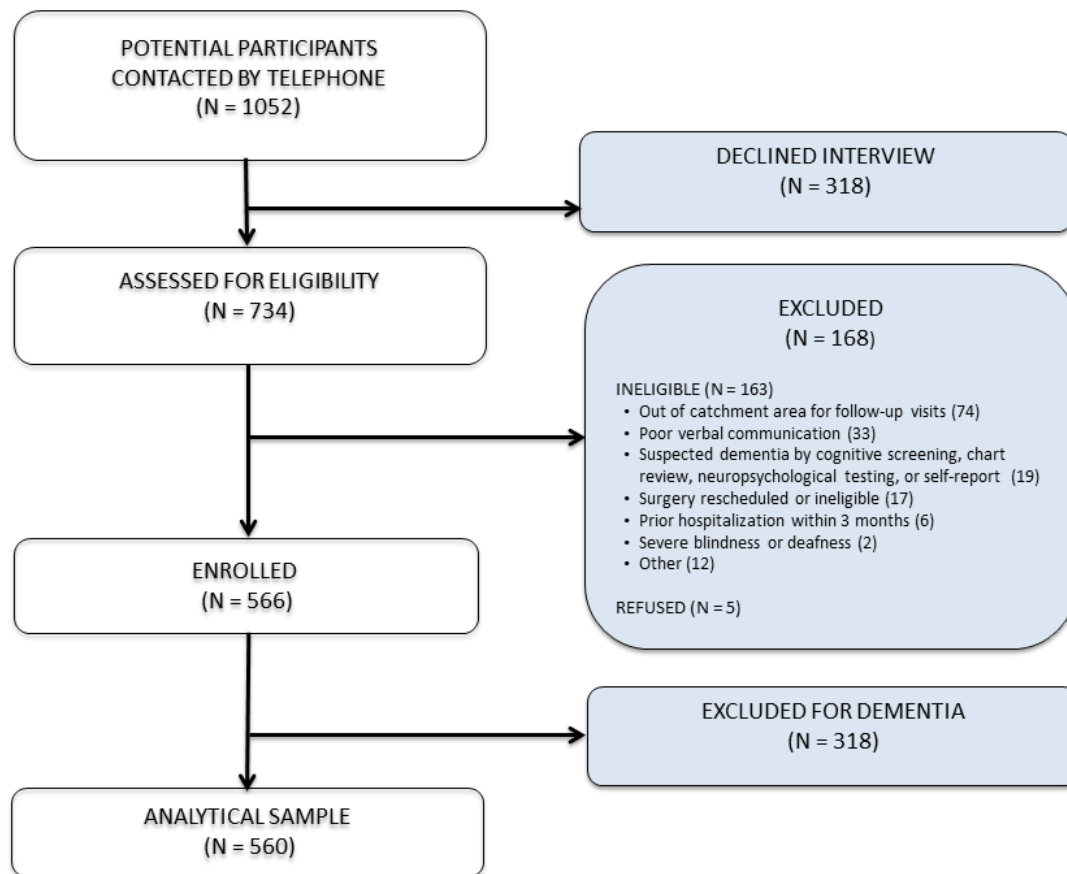 POTENTIAL PARTICIPANTS
CONTACTED BY TELEPHONE
(N = 1052)
DECLINED INTERVIEW
(N = 318)
ASSESSED FOR ELIGIBILITY
(N = 734)
EXCLUDED
(N = 168)
INELIGIBLE (N = 163)
• Out of catchment area for follow-up visits (74)
• Poor verbal communication (33)
• Suspected dementia by cognitive screening, chart
review, neuropsychological testing, or self-report (19)
• Surgery rescheduled or ineligible (17)
• Prior hospitalization within 3 months (6)
• Severe blindness or deafness (2)
• Other (12)
REFUSED (N = 5)
ENROLLED
(N = 566)
EXCLUDED FOR DEMENTIA
(N = 318)
ANALYTICAL SAMPLE
(N = 560)